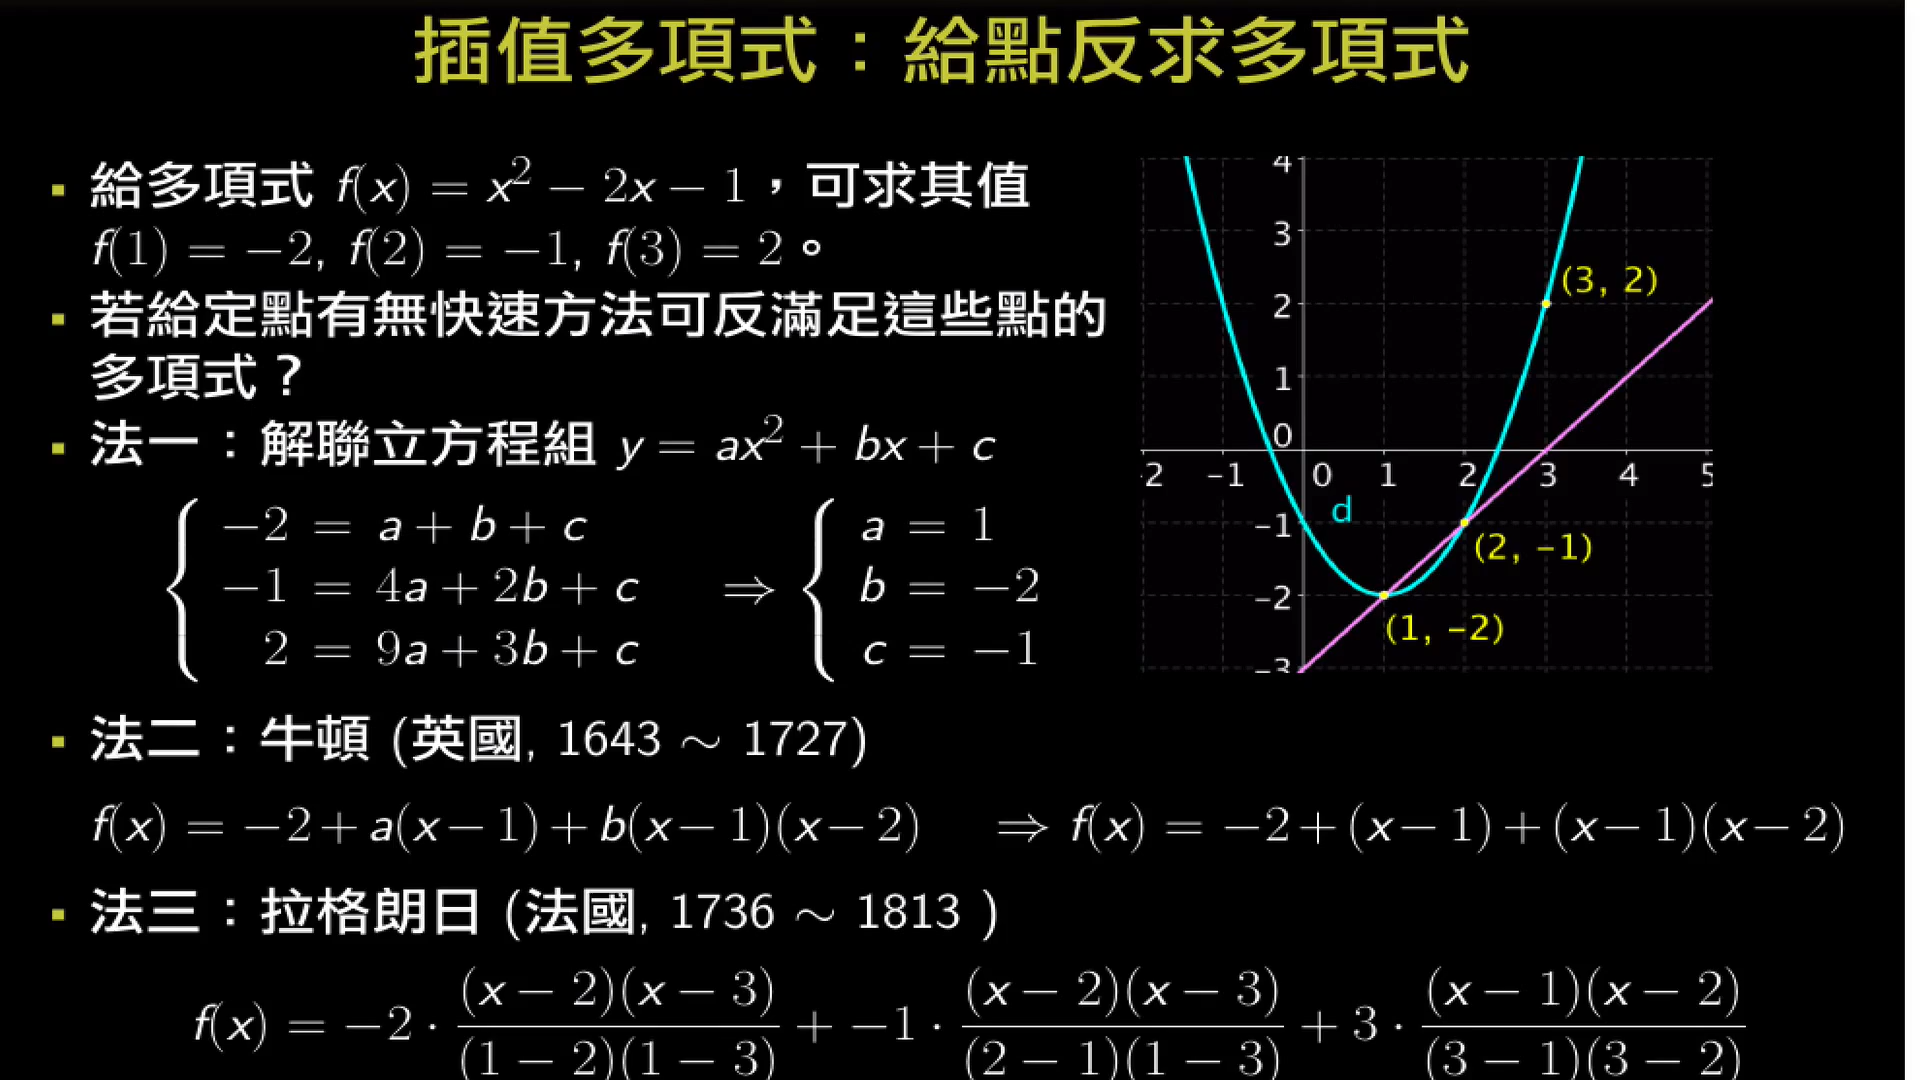 插值多項式：給點反求多項式
▪ 給多項式 f(x) = x² − 2x − 1，可求其值
f(1) = −2, f(2) = −1, f(3) = 2。
▪ 若給定點有無快速方法可反滿足這些點的
多項式？
▪ 法一：解聯立方程組 y = ax² + bx + c
{ −2 = a + b + c
−1 = 4a + 2b + c
2 = 9a + 3b + c
⇒ { a = 1
b = −2
c = −1
▪ 法二：牛頓 (英國, 1643 ∼ 1727)
f(x) = −2 + a(x − 1) + b(x − 1)(x − 2) ⇒ f(x) = −2 + (x − 1) + (x − 1)(x − 2)
▪ 法三：拉格朗日 (法國, 1736 ∼ 1813 )
f(x) = −2 · (x − 2)(x − 3) / (1 − 2)(1 − 3) + −1 · (x − 2)(x − 3) / (2 − 1)(1 − 3) + 3 · (x − 1)(x − 2) / (3 − 1)(3 − 2)
4
3
2
1
0
−1
−2
−3
-2 −1 0 1 2 3 4 5
d
(3, 2)
(2, −1)
(1, −2)